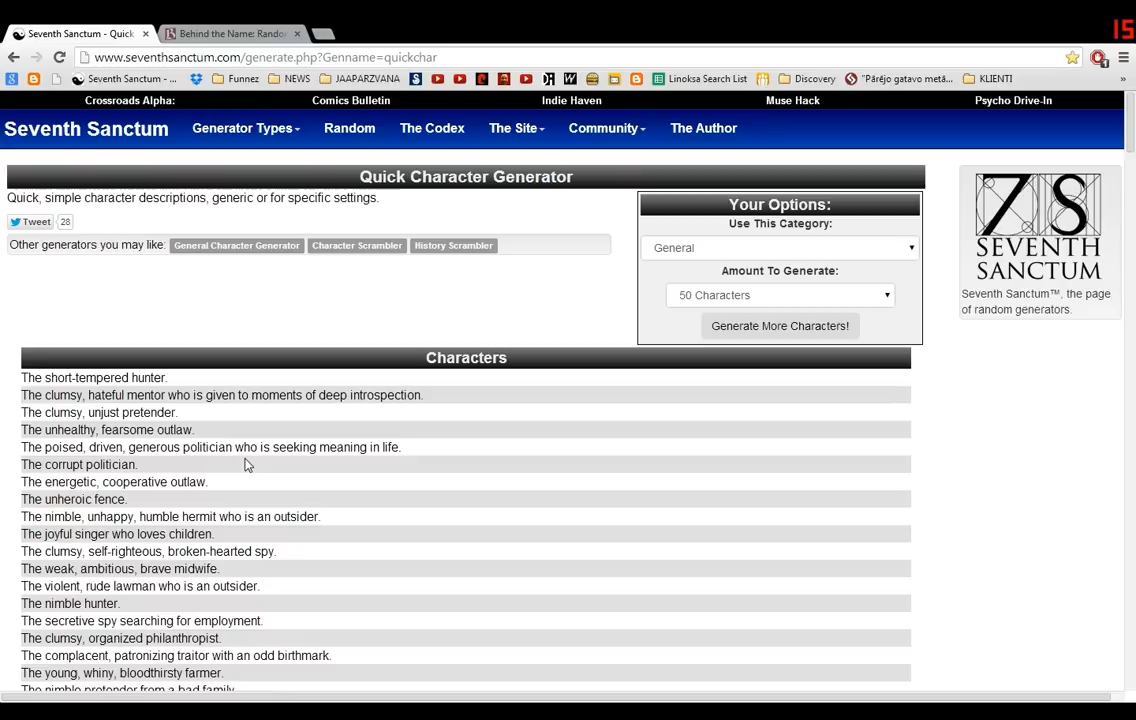 15
Seventh Sanctum - Quick
Behind the Name: Rando
www.seventhsanctum.com/generate.php?Genname=quickchar
Seventh Sanctum - ...
Funnez
NEWS
JAAPARZVANA
Linoksa Search List
Discovery
"Pārējo gatavo metā...
KLIENTI
»
Crossroads Alpha:
Comics Bulletin
Indie Haven
Muse Hack
Psycho Drive-In
Seventh Sanctum
Generator Types
Random
The Codex
The Site
Community
The Author
Quick Character Generator
Quick, simple character descriptions, generic or for specific settings.
Tweet 28
Other generators you may like: General Character Generator Character Scrambler History Scrambler
Your Options:
Use This Category:
General
Amount To Generate:
50 Characters
Generate More Characters!
7S
SEVENTH
SANCTUM
Seventh Sanctum™, the page
of random generators.
Characters
The short-tempered hunter.
The clumsy, hateful mentor who is given to moments of deep introspection.
The clumsy, unjust pretender.
The unhealthy, fearsome outlaw.
The poised, driven, generous politician who is seeking meaning in life.
The corrupt politician.
The energetic, cooperative outlaw.
The unheroic fence.
The nimble, unhappy, humble hermit who is an outsider.
The joyful singer who loves children.
The clumsy, self-righteous, broken-hearted spy.
The weak, ambitious, brave midwife.
The violent, rude lawman who is an outsider.
The nimble hunter.
The secretive spy searching for employment.
The clumsy, organized philanthropist.
The complacent, patronizing traitor with an odd birthmark.
The young, whiny, bloodthirsty farmer.
The nimble pretender from a bad family.